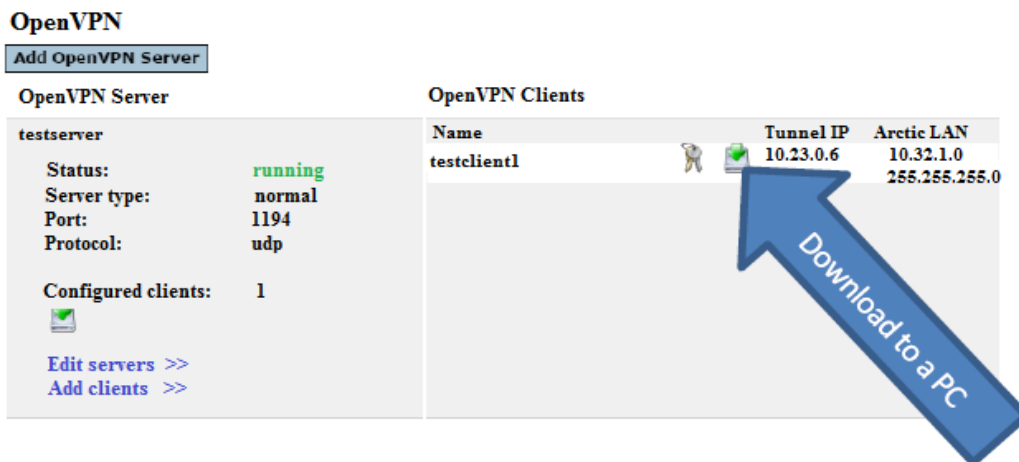 OpenVPN
Add OpenVPN Server
OpenVPN Server
testserver
Status: running
Server type: normal
Port: 1194
Protocol: udp
Configured clients: 1
Edit servers >>
Add clients >>
OpenVPN Clients
Name Tunnel IP Arctic LAN
testclient1 10.23.0.6 10.32.1.0
255.255.255.0
Download to a PC